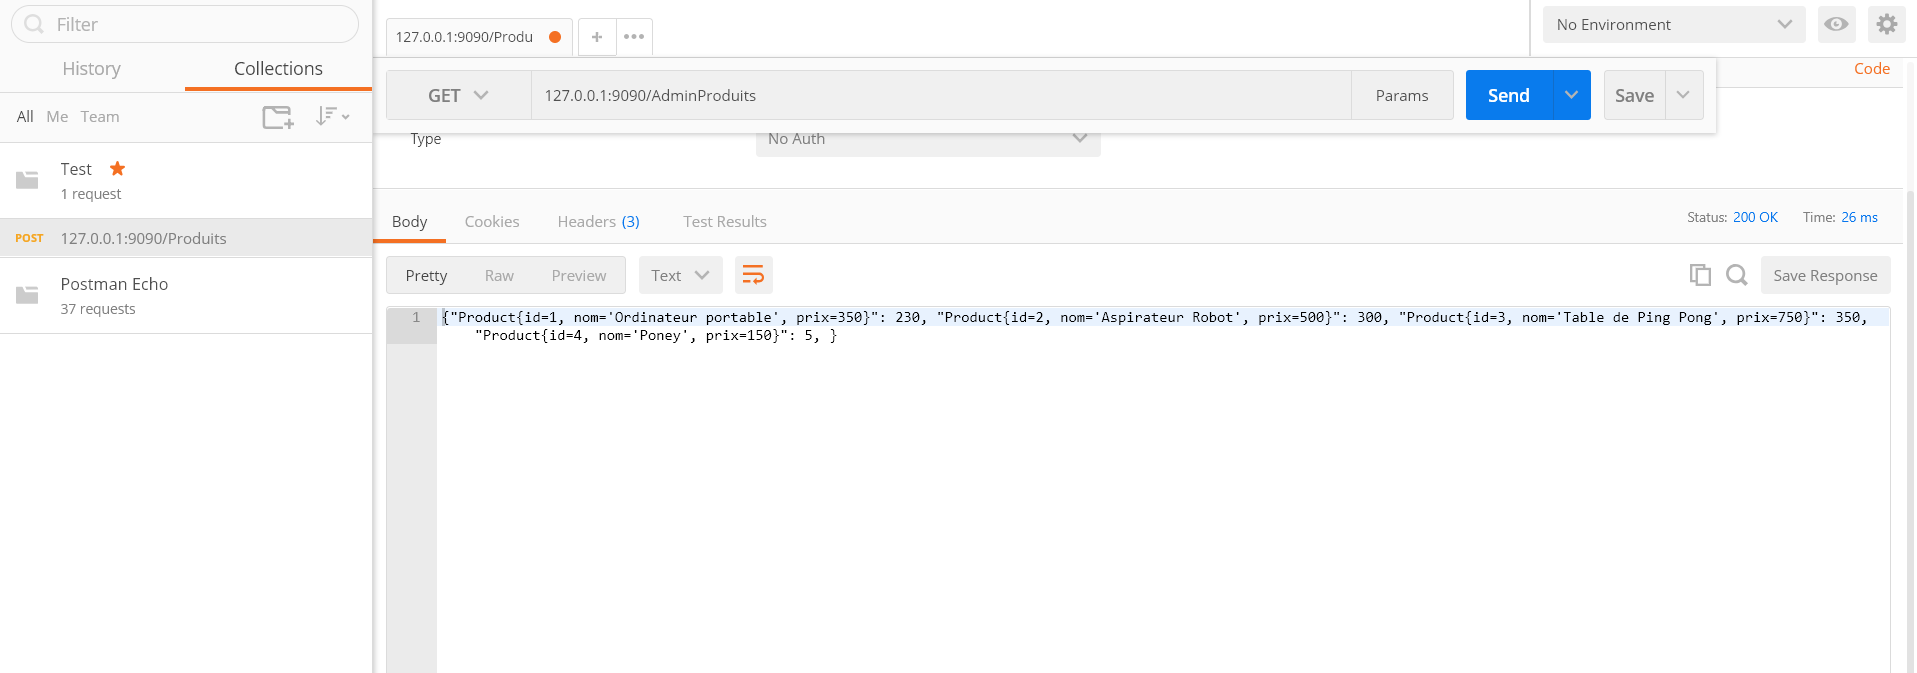 Filter
History Collections
All Me Team
Test
1 request
POST 127.0.0.1:9090/Produits
Postman Echo
37 requests
127.0.0.1:9090/Produ + •••
No Environment
GET 127.0.0.1:9090/AdminProduits Params Send Save
Code
Type No Auth
Body Cookies Headers (3) Test Results
Status: 200 OK Time: 26 ms
Pretty Raw Preview Text
Save Response
1 {"Product{id=1, nom='Ordinateur portable', prix=350}": 230, "Product{id=2, nom='Aspirateur Robot', prix=500}": 300, "Product{id=3, nom='Table de Ping Pong', prix=750}": 350,
"Product{id=4, nom='Poney', prix=150}": 5, }